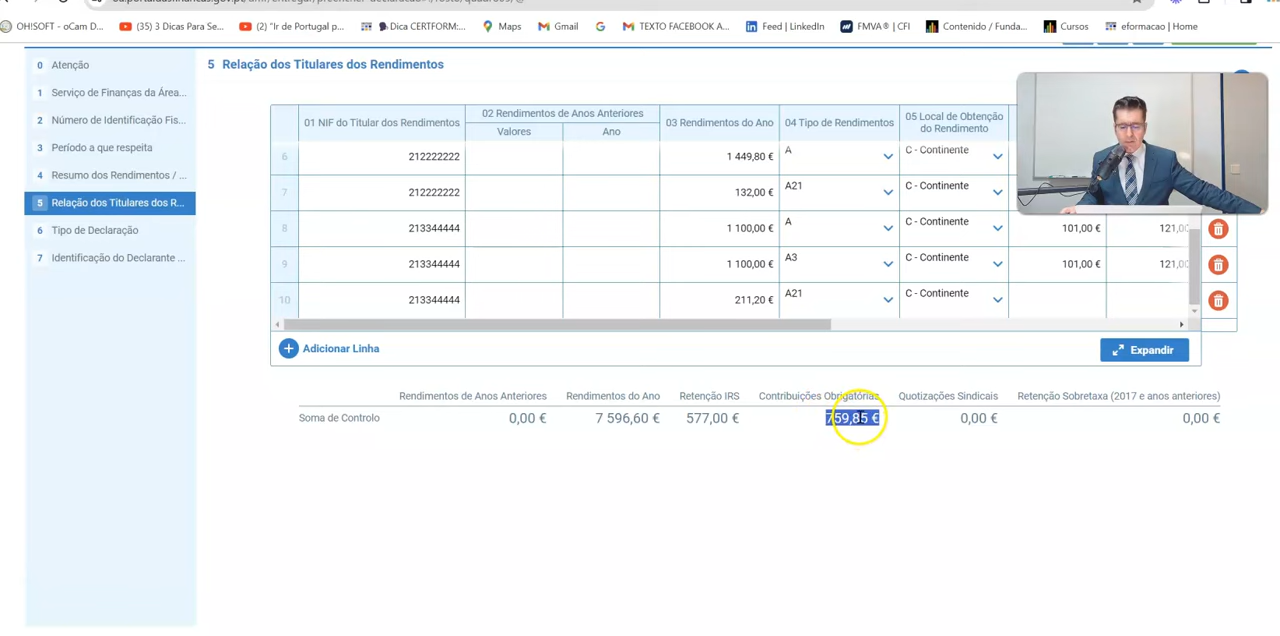 OH!SOFT - oCam D...
(35) 3 Dicas Para Se...
(2) "Ir de Portugal p...
Dica CERTFORM:...
Maps
Gmail
TEXTO FACEBOOK A...
Feed | LinkedIn
FMVA® | CFI
Contenido / Funda...
Cursos
eformacao | Home
0 Atenção
1 Serviço de Finanças da Área...
2 Número de Identificação Fis...
3 Período a que respeita
4 Resumo dos Rendimentos / ...
5 Relação dos Titulares dos R...
6 Tipo de Declaração
7 Identificação do Declarante ...
5 Relação dos Titulares dos Rendimentos
01 NIF do Titular dos Rendimentos
02 Rendimentos de Anos Anteriores
Valores
Ano
03 Rendimentos do Ano
04 Tipo de Rendimentos
05 Local de Obtenção
do Rendimento
6 212222222 1 449,80 € A C - Continente
7 212222222 132,00 € A21 C - Continente
8 213344444 1 100,00 € A C - Continente 101,00 € 121,00
9 213344444 1 100,00 € A3 C - Continente 101,00 € 121,00
10 213344444 211,20 € A21 C - Continente
Adicionar Linha
Expandir
Rendimentos de Anos Anteriores Rendimentos do Ano Retenção IRS Contribuições Obrigatórias Quotizações Sindicais Retenção Sobretaxa (2017 e anos anteriores)
Soma de Controlo 0,00 € 7 596,60 € 577,00 € 759,85 € 0,00 € 0,00 €